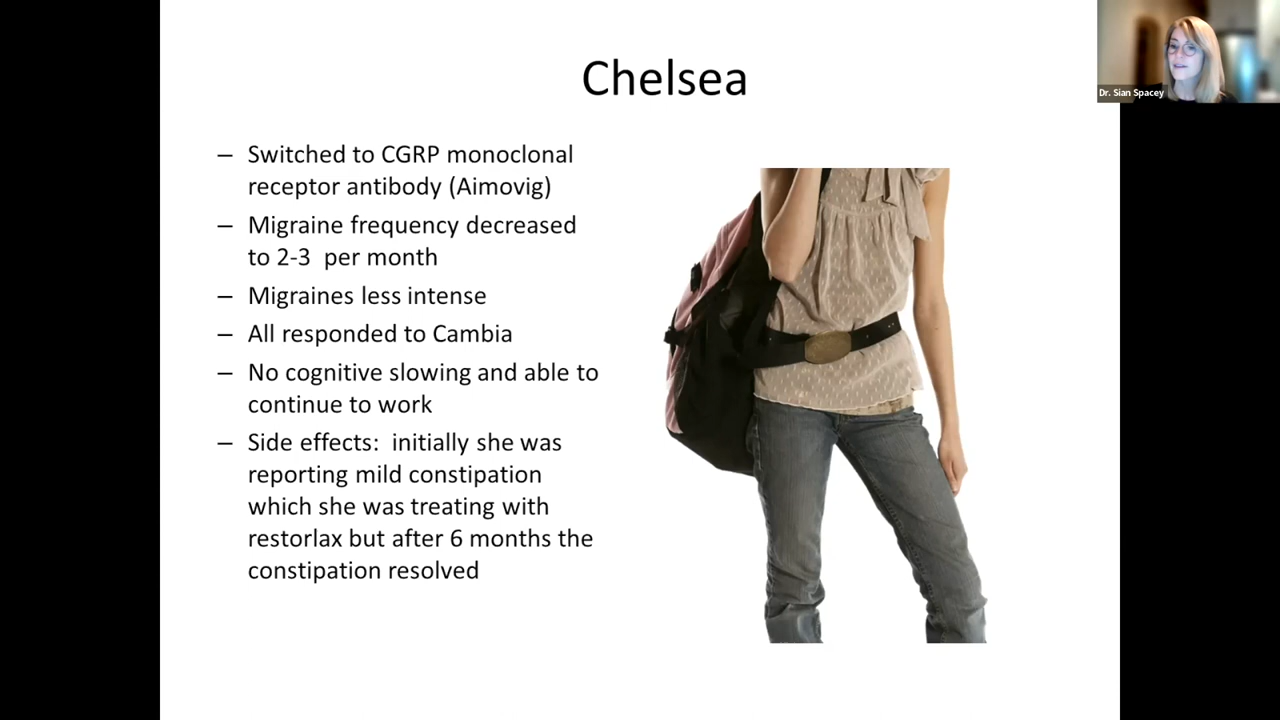 Chelsea
Dr. Sian Spacey
– Switched to CGRP monoclonal
receptor antibody (Aimovig)
– Migraine frequency decreased
to 2-3  per month
– Migraines less intense
– All responded to Cambia
– No cognitive slowing and able to
continue to work
– Side effects:  initially she was
reporting mild constipation
which she was treating with
restorlax but after 6 months the
constipation resolved